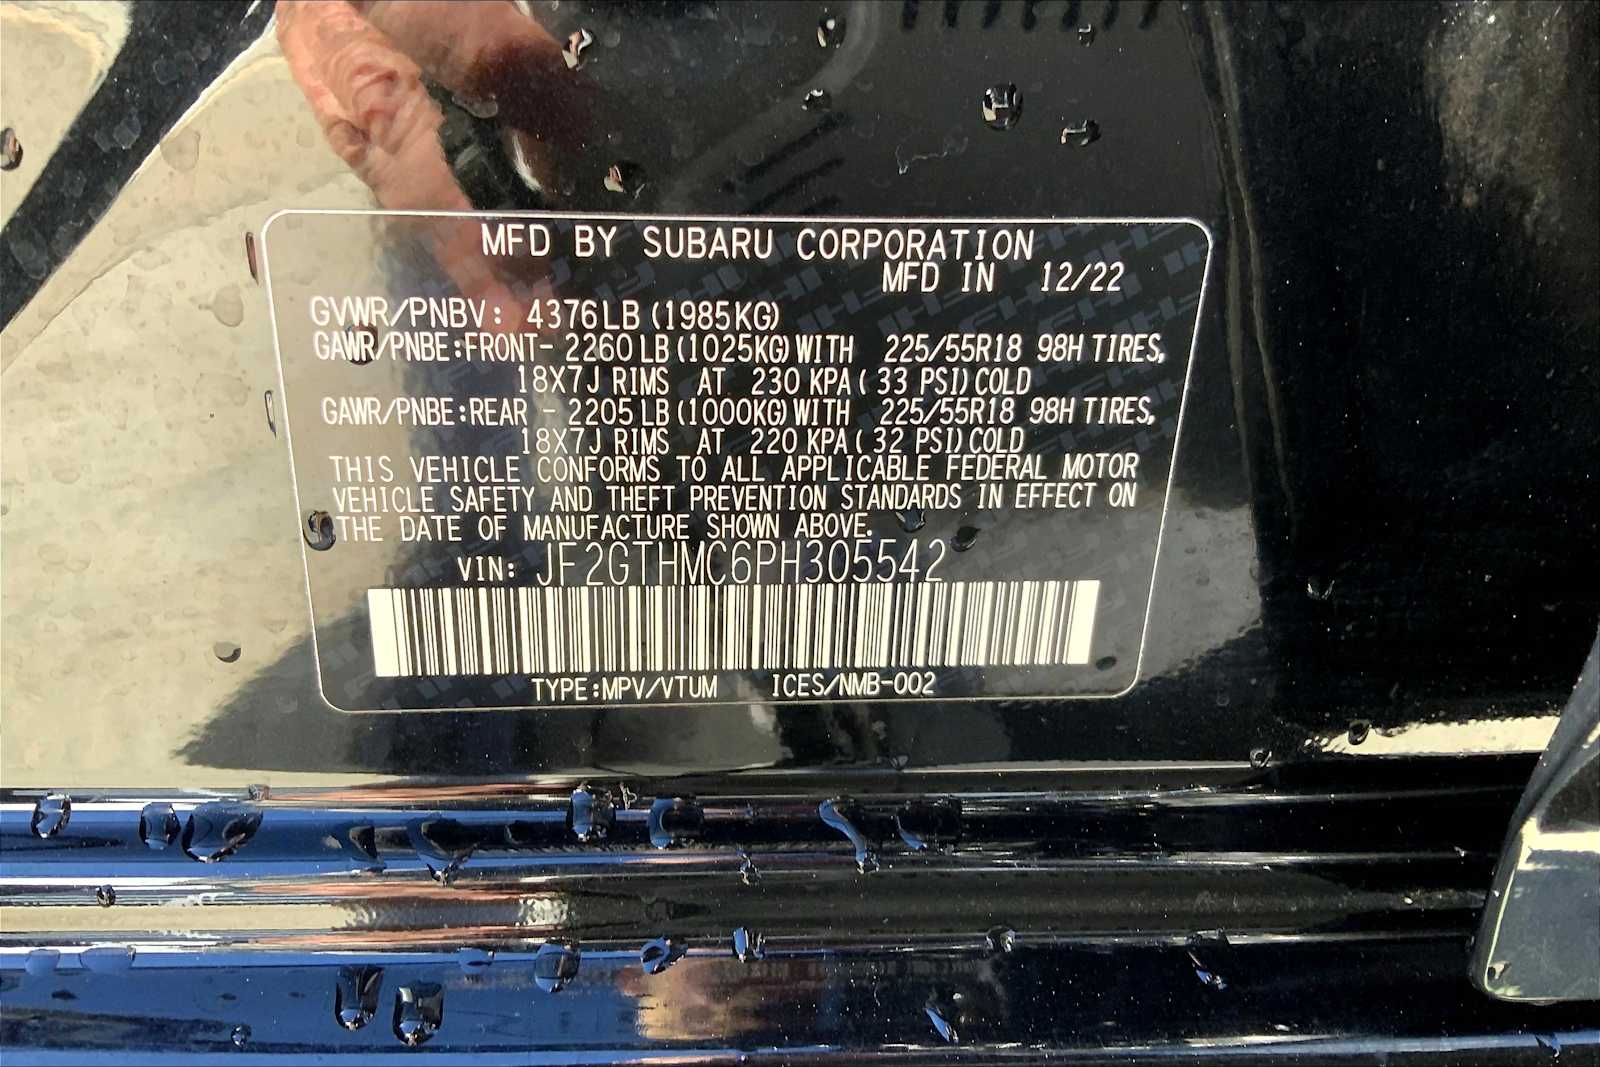 MFD BY SUBARU CORPORATION
MFD IN 12/22
GVWR/PNBV: 4376LB (1985KG)
GAWR/PNBE:FRONT- 2260 LB (1025KG) WITH 225/55R18 98H TIRES,
18X7J RIMS AT 230 KPA ( 33 PSI) COLD
GAWR/PNBE:REAR - 2205 LB (1000KG) WITH 225/55R18 98H TIRES,
18X7J RIMS AT 220 KPA ( 32 PSI) COLD
THIS VEHICLE CONFORMS TO ALL APPLICABLE FEDERAL MOTOR
VEHICLE SAFETY AND THEFT PREVENTION STANDARDS IN EFFECT ON
THE DATE OF MANUFACTURE SHOWN ABOVE.
VIN: JF2GTHMC6PH305542
TYPE:MPV/VTUM ICES/NMB-002